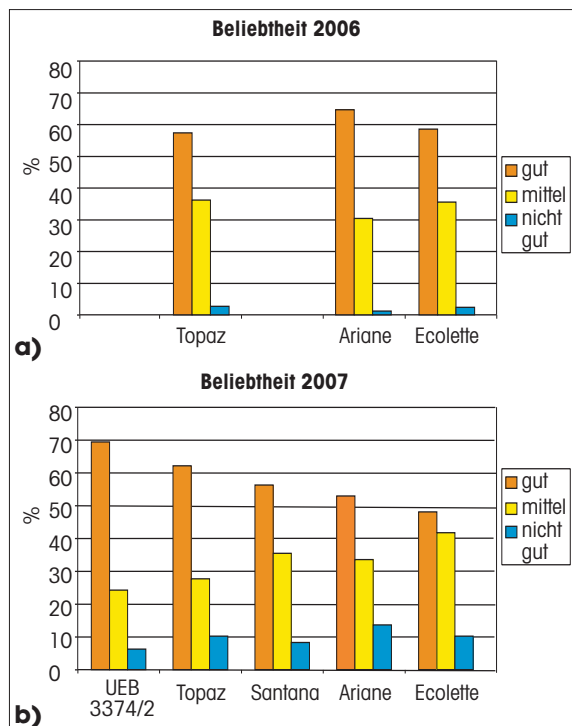 Beliebtheit 2006
80
70
60
50
40
30
20
10
0
%
Topaz Ariane Ecolette
gut
mittel
nicht
gut
a)
Beliebtheit 2007
80
70
60
50
40
30
20
10
0
%
UEB
3374/2 Topaz Santana Ariane Ecolette
gut
mittel
nicht
gut
b)